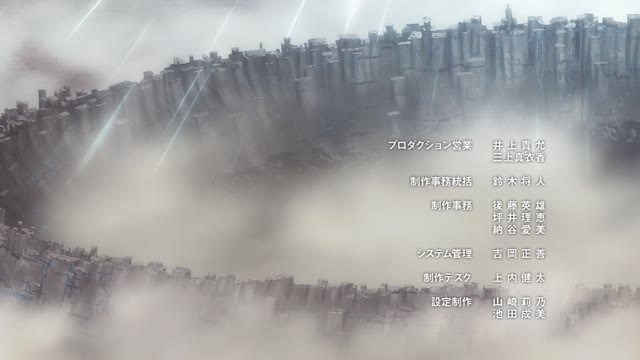 プロダクション営業 井上貴允
三上真衣香
制作事務統括 鈴木将人
制作事務 後藤英雄
坪井理恵
納谷愛美
システム管理 吉岡正善
制作デスク 上内健太
設定制作 山崎莉乃
池田成美